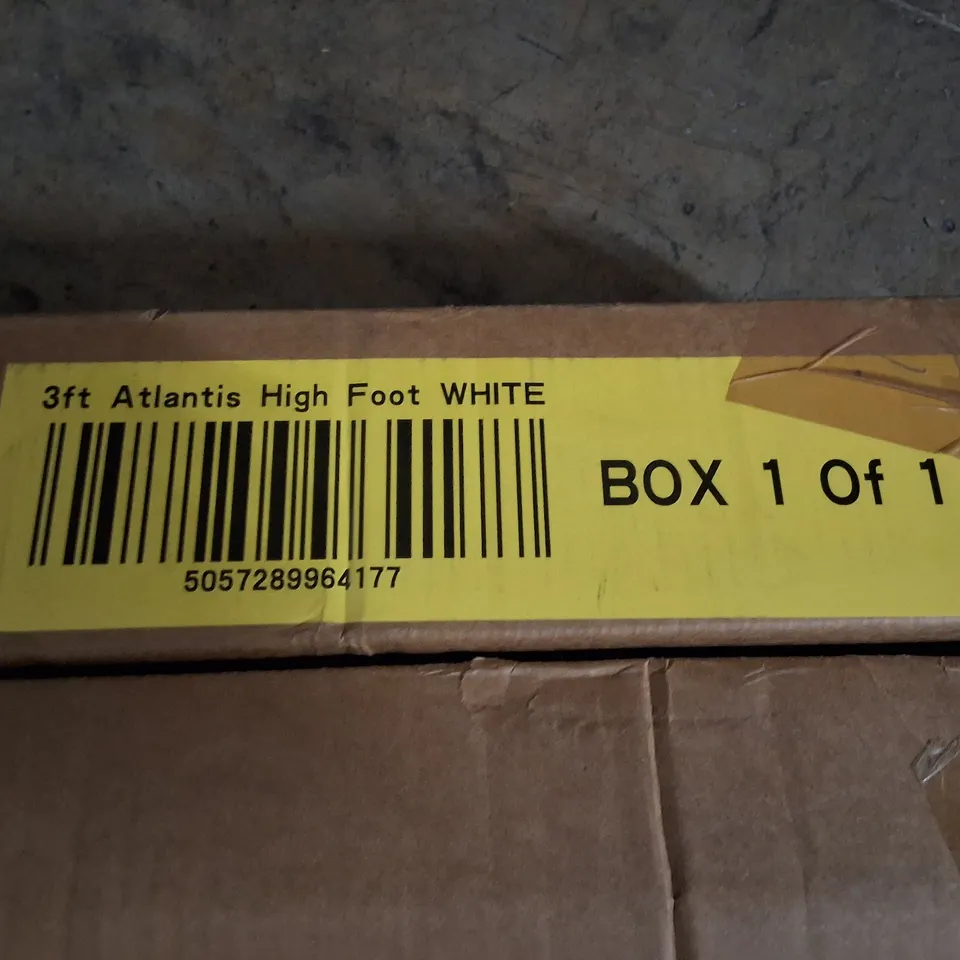 3ft Atlantis High Foot WHITE
BOX 1 Of 1
5057289964177